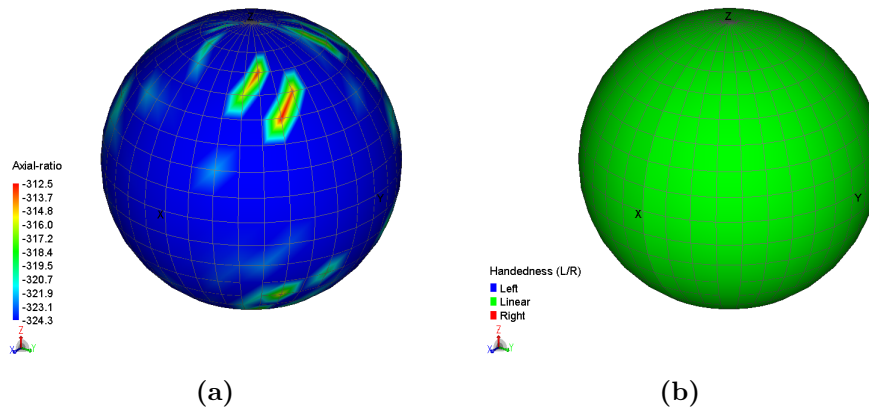 Z
X
Y
Axial-ratio
-312.5
-313.7
-314.8
-316.0
-317.2
-318.4
-319.5
-320.7
-321.9
-323.1
-324.3
Z
X Y
(a)
Z
X
Y
Handedness (L/R)
Left
Linear
Right
Z
X Y
(b)